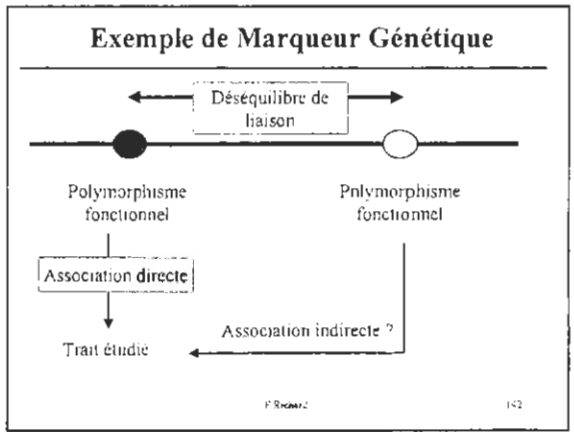 Exemple de Marqueur Génétique
Déséquilibre de
liaison
Polymorphisme
fonctionnel
Polymorphisme
fonctionnel
Association directe
Association indirecte ?
Trait étudié